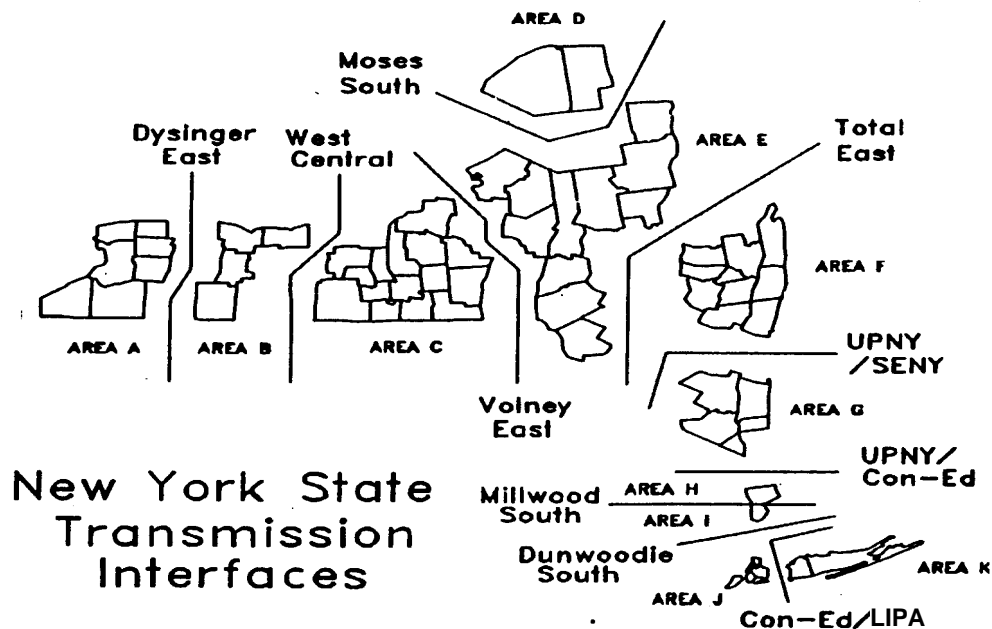 AREA D
Moses
South
Dysinger
East
West
Central
AREA E
Total
East
AREA F
AREA A
AREA B
AREA C
UPNY
/SENY
Volney
East
AREA G
UPNY/
Con-Ed
New York State
Transmission
Interfaces
Millwood
South
AREA H
AREA I
Dunwoodie
South
AREA J
AREA K
Con-Ed/LIPA